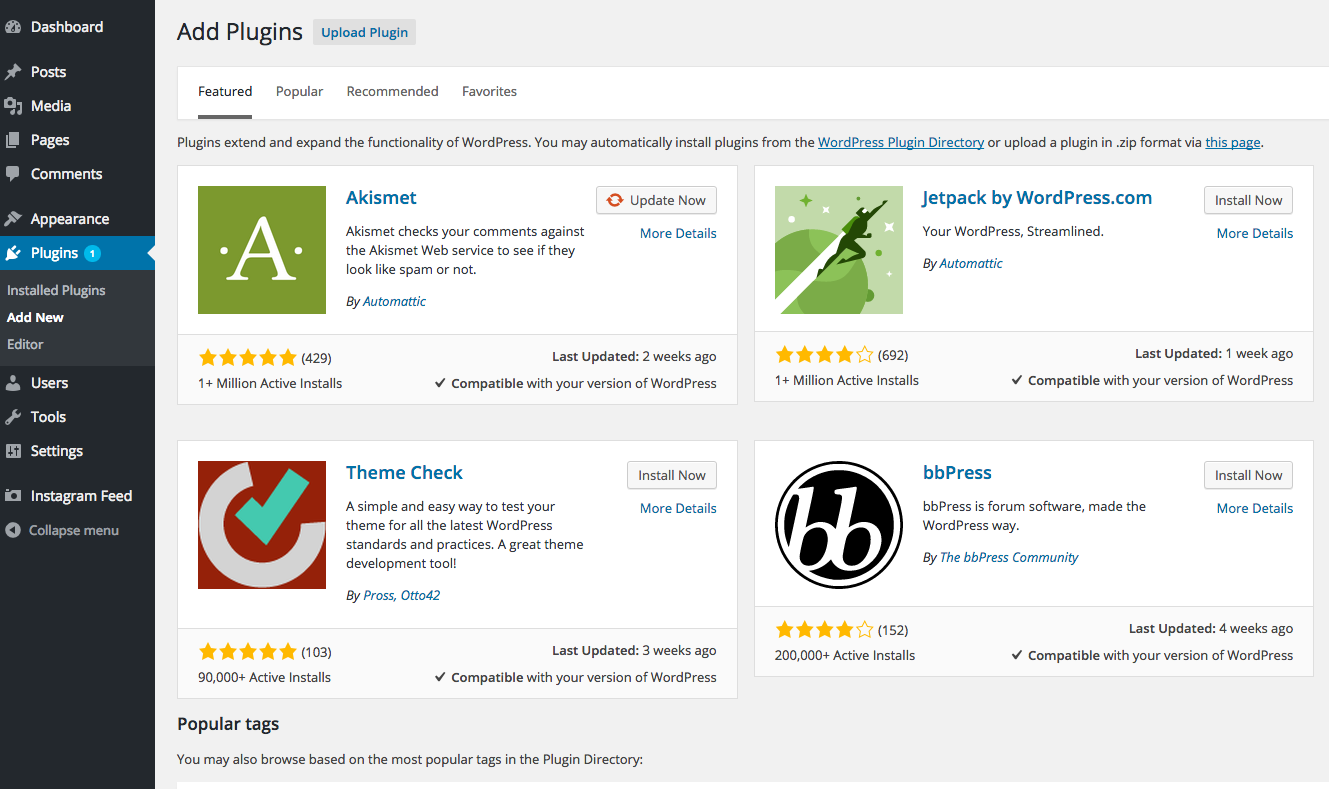 Dashboard
Posts
Media
Pages
Comments
Appearance
Plugins 1
Installed Plugins
Add New
Editor
Users
Tools
Settings
Instagram Feed
Collapse menu
Add Plugins Upload Plugin
Featured Popular Recommended Favorites
Plugins extend and expand the functionality of WordPress. You may automatically install plugins from the WordPress Plugin Directory or upload a plugin in .zip format via this page.
·A·
Akismet
Update Now
More Details
Akismet checks your comments against
the Akismet Web service to see if they
look like spam or not.
By Automattic
(429)
1+ Million Active Installs
Last Updated: 2 weeks ago
✓ Compatible with your version of WordPress
Jetpack by WordPress.com
Install Now
More Details
Your WordPress, Streamlined.
By Automattic
(692)
1+ Million Active Installs
Last Updated: 1 week ago
✓ Compatible with your version of WordPress
Theme Check
Install Now
More Details
A simple and easy way to test your
theme for all the latest WordPress
standards and practices. A great theme
development tool!
By Pross, Otto42
(103)
90,000+ Active Installs
Last Updated: 3 weeks ago
✓ Compatible with your version of WordPress
bb
bbPress
Install Now
More Details
bbPress is forum software, made the
WordPress way.
By The bbPress Community
(152)
200,000+ Active Installs
Last Updated: 4 weeks ago
✓ Compatible with your version of WordPress
Popular tags
You may also browse based on the most popular tags in the Plugin Directory: